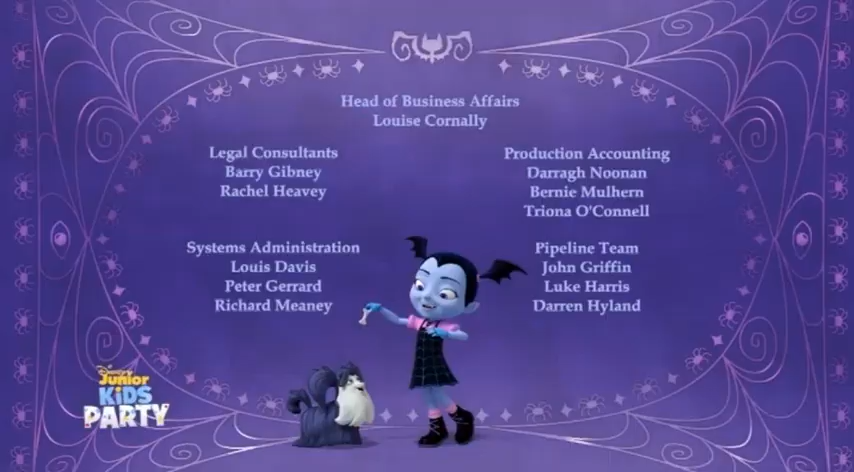 Head of Business Affairs
Louise Cornally
Legal Consultants
Barry Gibney
Rachel Heavey
Production Accounting
Darragh Noonan
Bernie Mulhern
Triona O'Connell
Systems Administration
Louis Davis
Peter Gerrard
Richard Meaney
Pipeline Team
John Griffin
Luke Harris
Darren Hyland
Disney
Junior
KiDS
PARTY